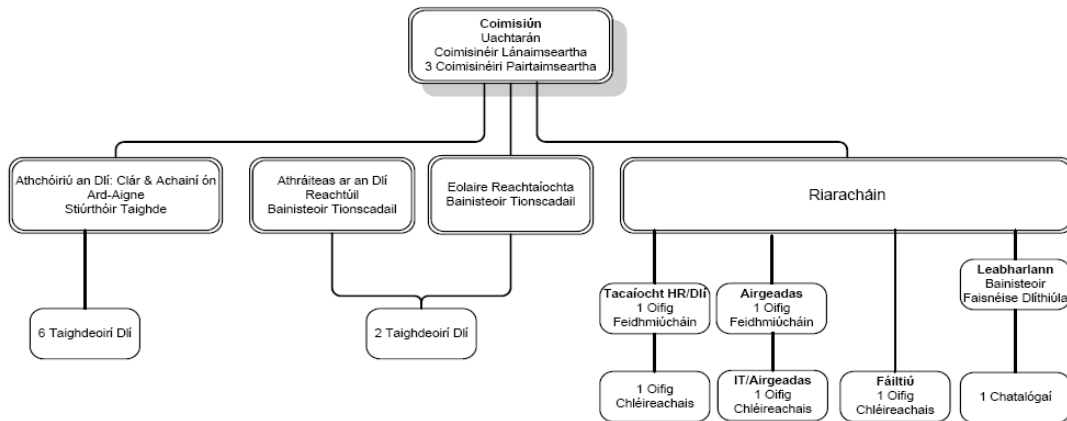 Coimisiún
Uachtarán
Coimisinéir Lánaimseartha
3 Coimisinéirí Pairtaimseartha
Athchóiriú an Dlí: Clár & Achainí ón
Ard-Aigne
Stiúrthóir Taighde
Athráiteas ar an Dlí
Reachtúil
Bainisteoir Tionscadail
Eolaire Reachtaíochta
Bainisteoir Tionscadail
Riaracháin
6 Taighdeoirí Dlí
2 Taighdeoirí Dlí
Tacaíocht HR/Dlí
1 Oifig
Feidhmiúcháin
Airgeadas
1 Oifig
Feidhmiúcháin
Leabharlann
Bainisteoir
Faisnéise Dlíthiúla
1 Oifig
Chléireachais
IT/Airgeadas
1 Oifig
Chléireachais
Fáiltiú
1 Oifig
Chléireachais
1 Chatalógaí